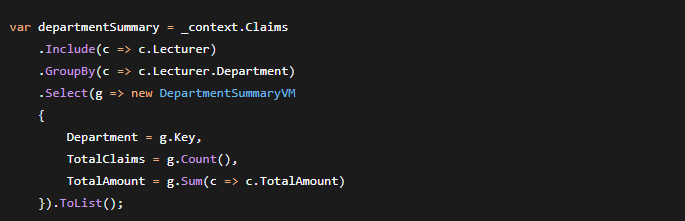 var departmentSummary = _context.Claims
    .Include(c => c.Lecturer)
    .GroupBy(c => c.Lecturer.Department)
    .Select(g => new DepartmentSummaryVM
    {
        Department = g.Key,
        TotalClaims = g.Count(),
        TotalAmount = g.Sum(c => c.TotalAmount)
    }).ToList();